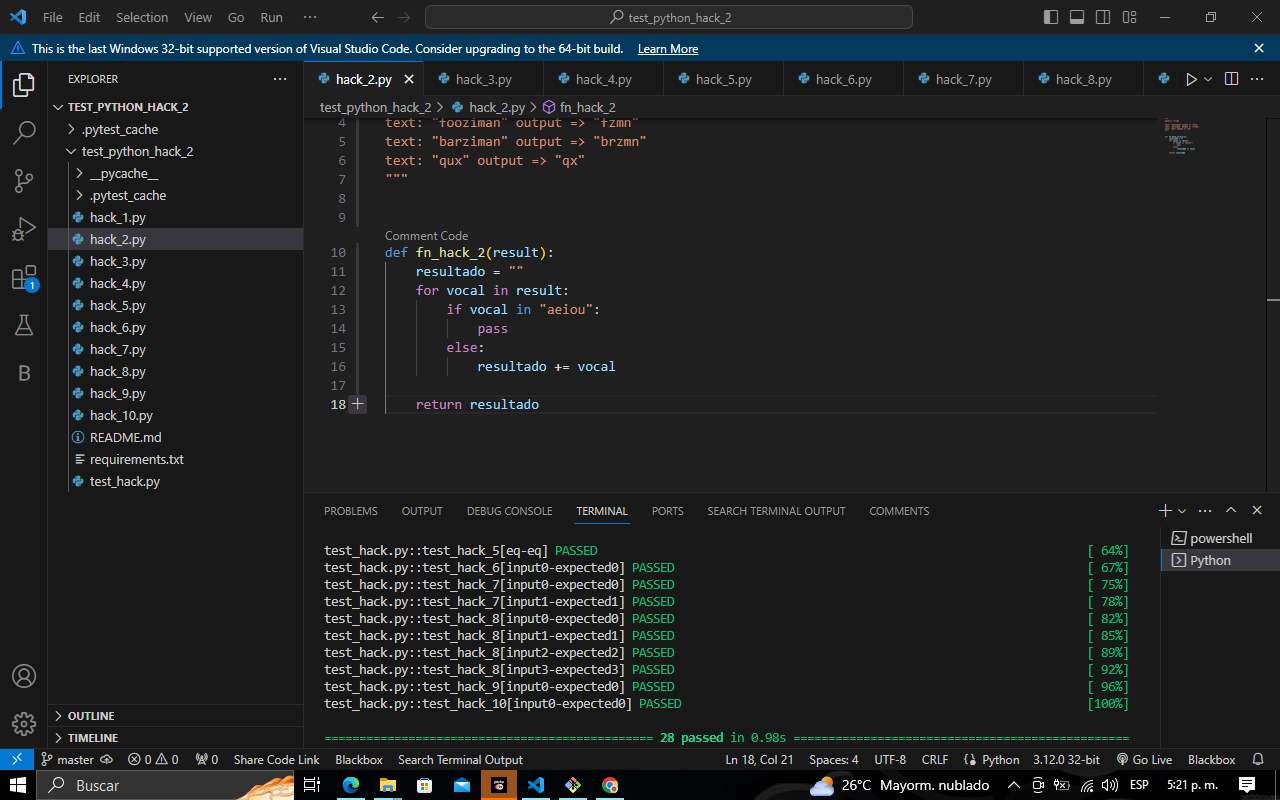 File Edit Selection View Go Run ··· test_python_hack_2
This is the last Windows 32-bit supported version of Visual Studio Code. Consider upgrading to the 64-bit build. Learn More
EXPLORER ···
TEST_PYTHON_HACK_2
.pytest_cache
test_python_hack_2
__pycache__
.pytest_cache
hack_1.py
hack_2.py
hack_3.py
hack_4.py
hack_5.py
hack_6.py
hack_7.py
hack_8.py
hack_9.py
hack_10.py
README.md
requirements.txt
test_hack.py
OUTLINE
TIMELINE
hack_2.py hack_3.py hack_4.py hack_5.py hack_6.py hack_7.py hack_8.py
test_python_hack_2 > hack_2.py > fn_hack_2
4 text: "fooziman" output => "fzmn"
5 text: "barziman" output => "brzmn"
6 text: "qux" output => "qx"
7 """
8
9
Comment Code
10 def fn_hack_2(result):
11 resultado = ""
12 for vocal in result:
13 if vocal in "aeiou":
14 pass
15 else:
16 resultado += vocal
17
18 return resultado
PROBLEMS OUTPUT DEBUG CONSOLE TERMINAL PORTS SEARCH TERMINAL OUTPUT COMMENTS
test_hack.py::test_hack_5[eq-eq] PASSED [ 64%]
test_hack.py::test_hack_6[input0-expected0] PASSED [ 67%]
test_hack.py::test_hack_7[input0-expected0] PASSED [ 75%]
test_hack.py::test_hack_7[input1-expected1] PASSED [ 78%]
test_hack.py::test_hack_8[input0-expected0] PASSED [ 82%]
test_hack.py::test_hack_8[input1-expected1] PASSED [ 85%]
test_hack.py::test_hack_8[input2-expected2] PASSED [ 89%]
test_hack.py::test_hack_8[input3-expected3] PASSED [ 92%]
test_hack.py::test_hack_9[input0-expected0] PASSED [ 96%]
test_hack.py::test_hack_10[input0-expected0] PASSED [100%]
============================================== 28 passed in 0.98s ===============================================
powershell
Python
master 0 0 0 Share Code Link Blackbox Search Terminal Output Ln 18, Col 21 Spaces: 4 UTF-8 CRLF Python 3.12.0 32-bit Go Live Blackbox
Buscar 26°C Mayorm. nublado ESP 5:21 p. m.